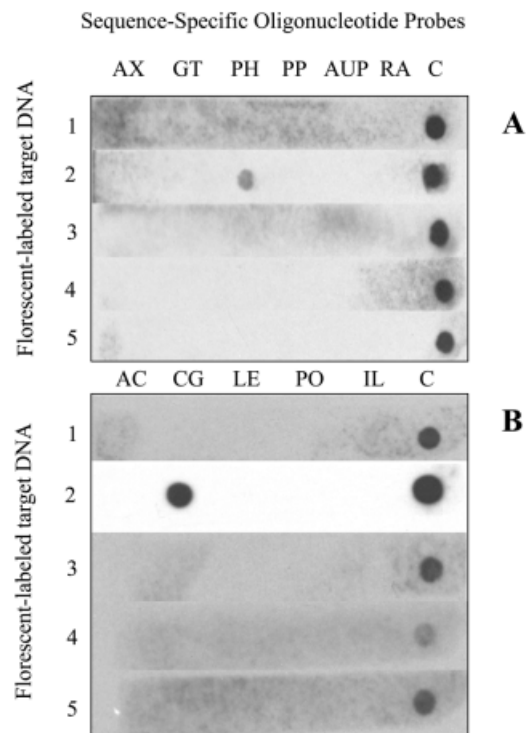 Sequence-Specific Oligonucleotide Probes
AX GT PH PP AUP RA C
A
Florescent-labeled target DNA
1
2
3
4
5
AC CG LE PO IL C
B
Florescent-labeled target DNA
1
2
3
4
5